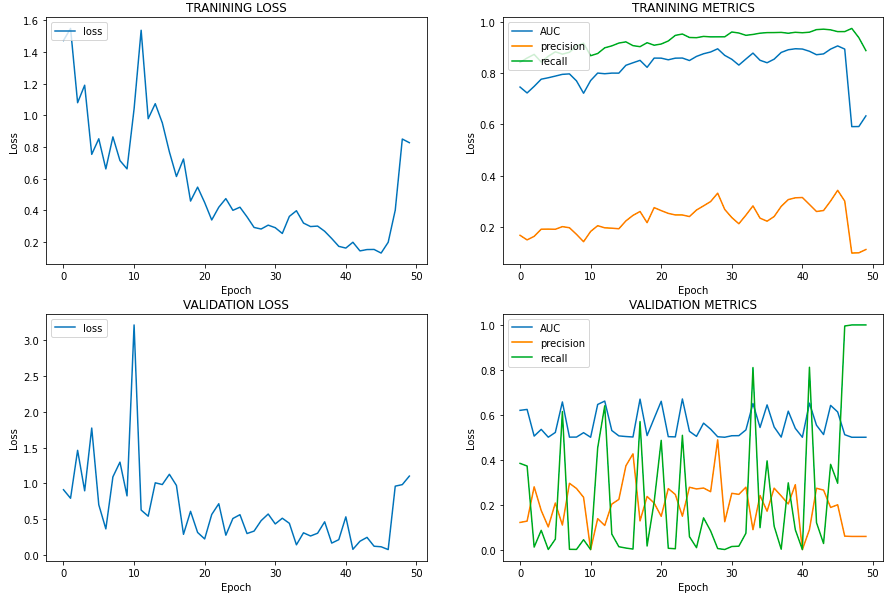 TRANINING LOSS
loss
1.6
1.4
1.2
1.0
0.8
0.6
0.4
0.2
Loss
0 10 20 30 40 50
Epoch
TRANINING METRICS
AUC
precision
recall
1.0
0.8
0.6
0.4
0.2
Loss
0 10 20 30 40 50
Epoch
VALIDATION LOSS
loss
3.0
2.5
2.0
1.5
1.0
0.5
0.0
Loss
0 10 20 30 40 50
Epoch
VALIDATION METRICS
AUC
precision
recall
1.0
0.8
0.6
0.4
0.2
0.0
Loss
0 10 20 30 40 50
Epoch